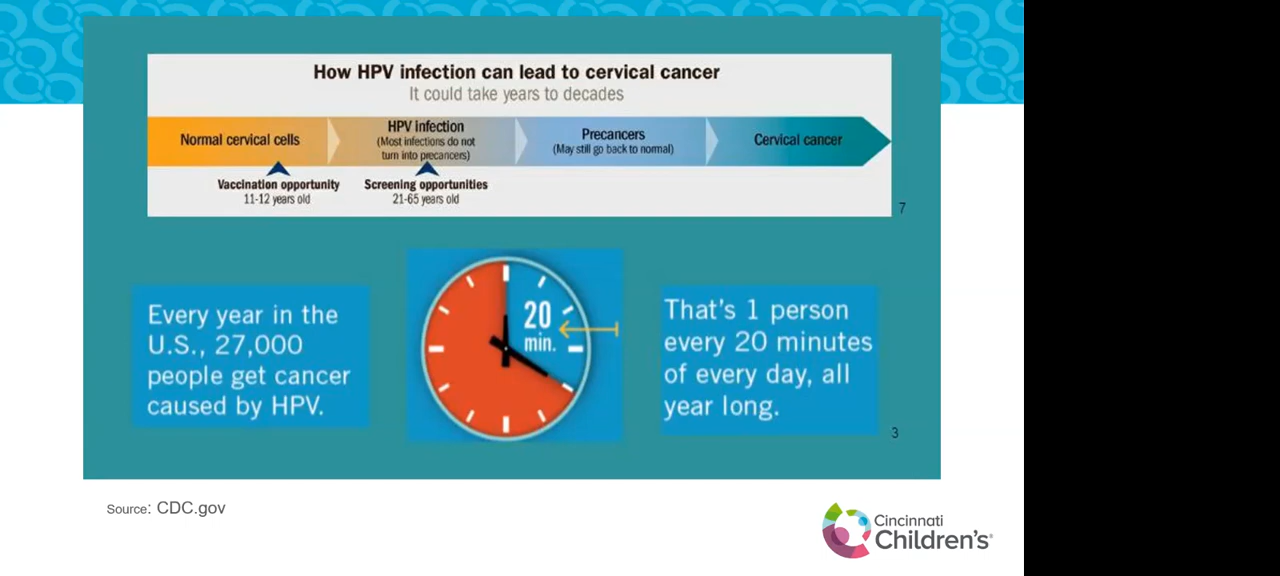 How HPV infection can lead to cervical cancer
It could take years to decades
Normal cervical cells
HPV infection
(Most infections do not
turn into precancers)
Precancers
(May still go back to normal)
Cervical cancer
Vaccination opportunity
11-12 years old
Screening opportunities
21-65 years old
7
Every year in the
U.S., 27,000
people get cancer
caused by HPV.
20
min.
That's 1 person
every 20 minutes
of every day, all
year long.
3
Source: CDC.gov
Cincinnati
Children's®